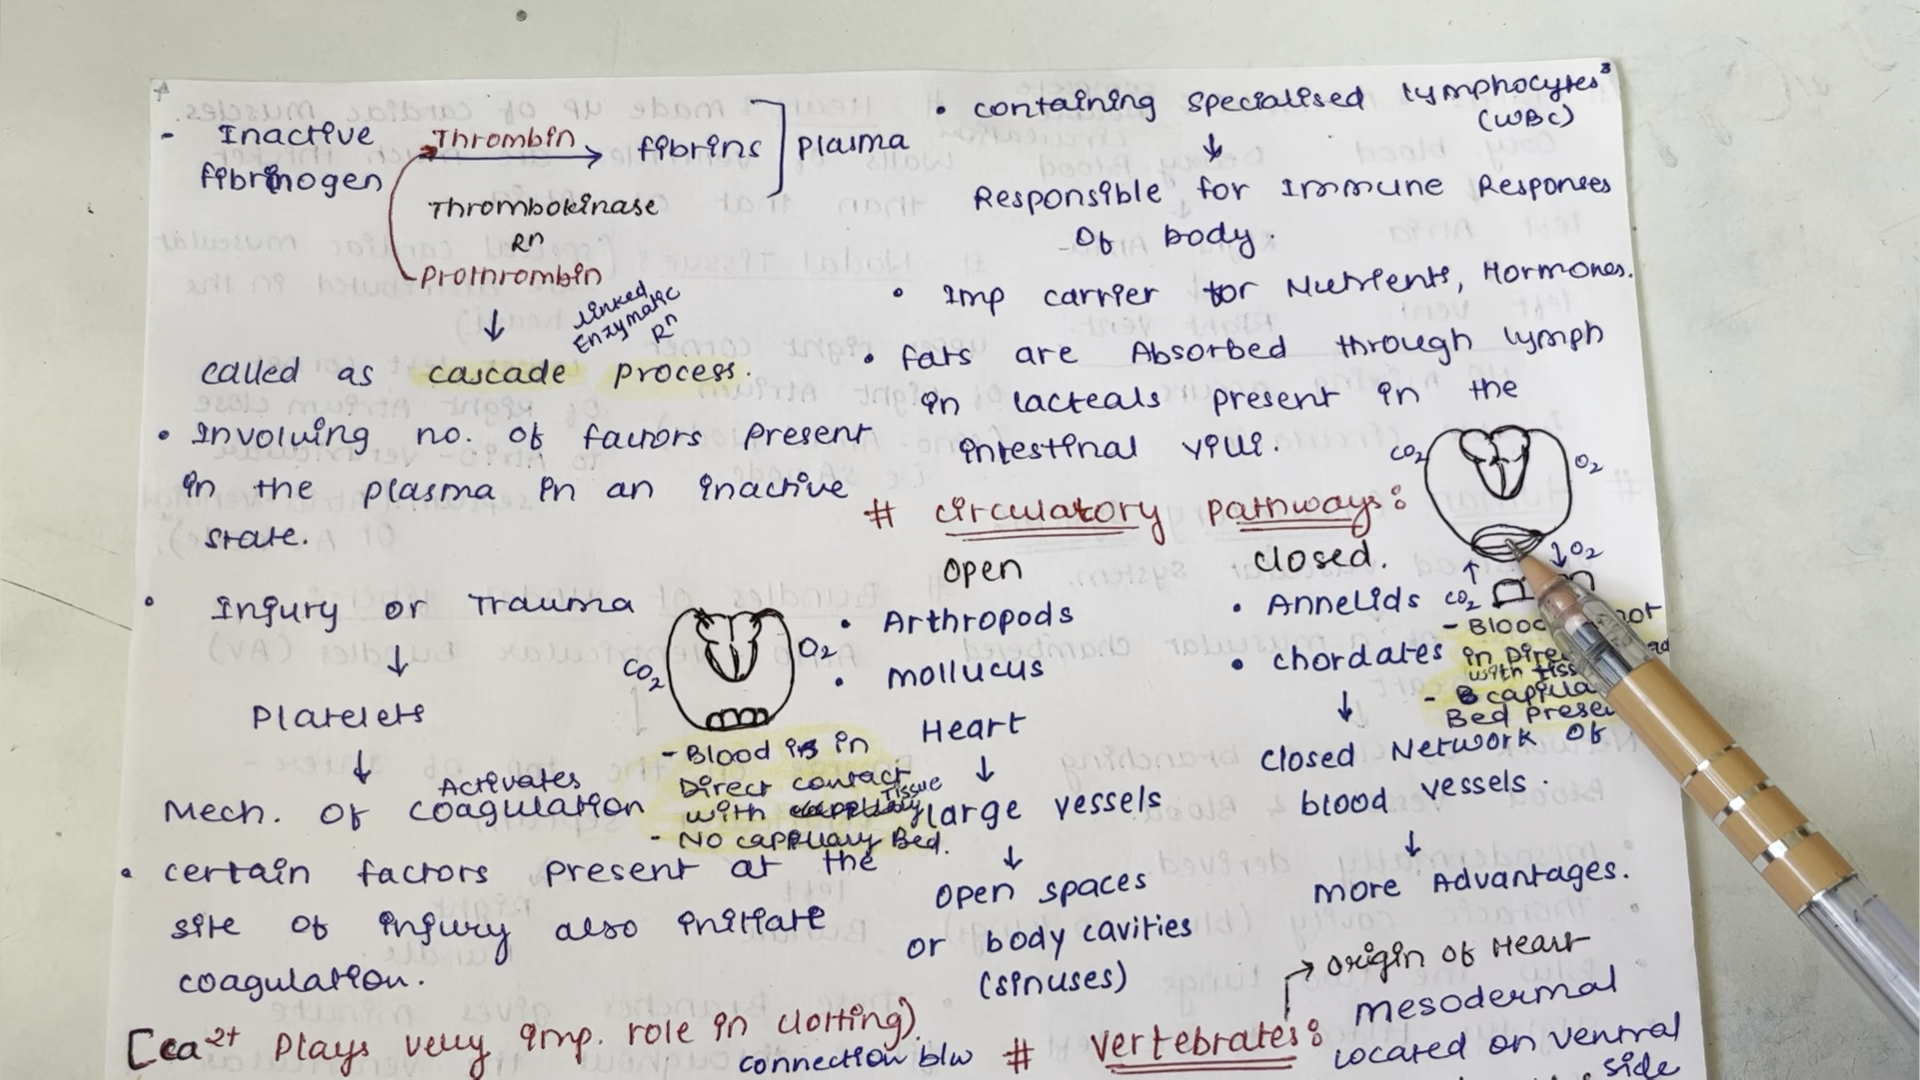 - Inactive Thrombin fibrins ] plasma
fibrinogen
Thrombokinase
Rn
Prothrombin
linked
Enzymatic
Rn
called as cascade process.
• Involving no. of factors present
in the plasma in an inactive
state.
• Injury or Trauma
Platelets
Activates
Mech. of coagulation
• certain factors present at the
site of injury also initiate
coagulation.
[Ca2+ Plays very imp. role in clotting).
CO2
O2
- Blood is in
Direct contact
with Tissue
- No capillary Bed.
• containing specialised lymphocytes
(WBC)
Responsible for Immune Responses
Of body.
• Imp carrier for Nutrients, Hormones.
• fats are Absorbed through lymph
in lacteals present in the
intestinal villi.
# circulatory pathways:
Open
• Arthropods
• mollucus
Heart
large vessels
open spaces
or body cavities
(sinuses)
closed.
• Annelids
• chordates
closed Network of
blood vessels.
more Advantages.
CO2
O2
O2
CO2
- Blood
in
with
-
Bed
origin of Heart
connection b/w # vertebrates: mesodermal
Located on ventral
side